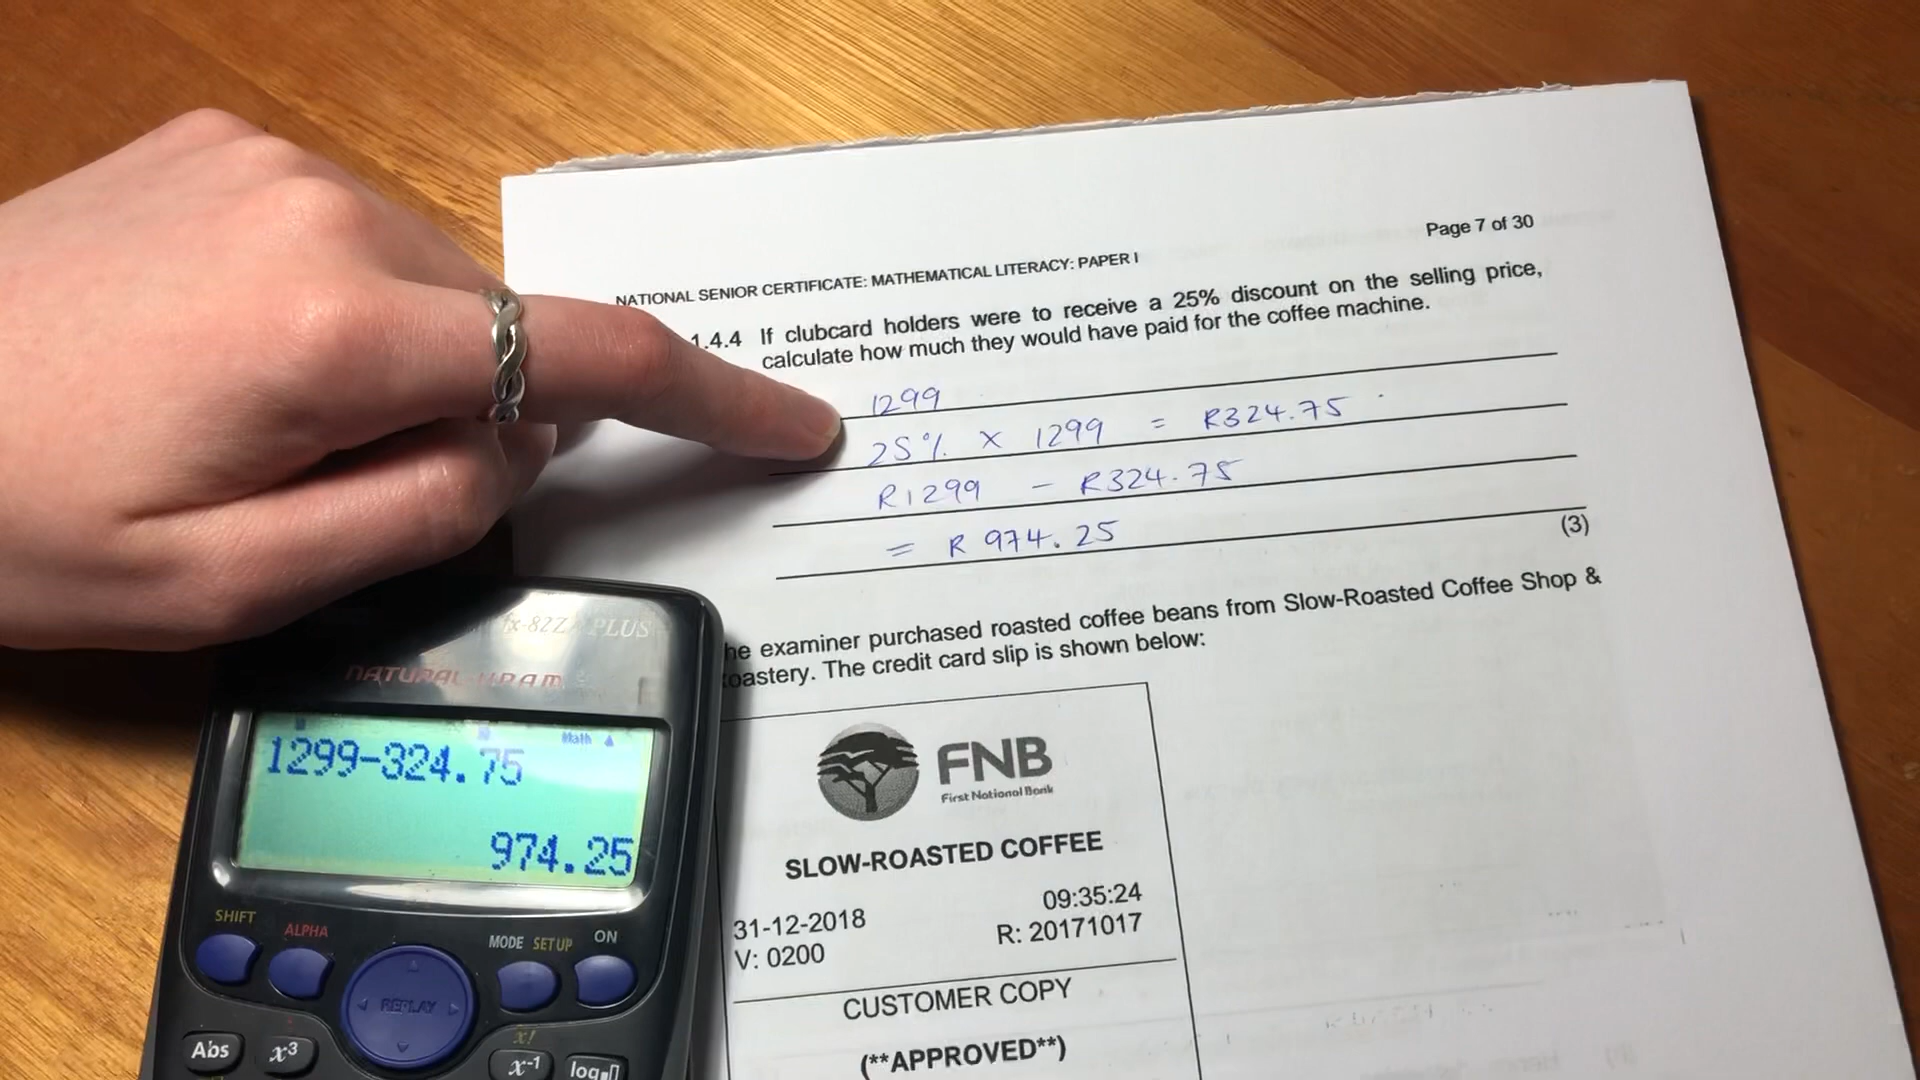 Page 7 of 30
NATIONAL SENIOR CERTIFICATE: MATHEMATICAL LITERACY: PAPER I
1.4.4 If clubcard holders were to receive a 25% discount on the selling price,
calculate how much they would have paid for the coffee machine.
1299
25% × 1299 = R324.75
R1299 - R324.75
= R 974.25
(3)
he examiner purchased roasted coffee beans from Slow-Roasted Coffee Shop &
oastery. The credit card slip is shown below:
FNB
First National Bank
SLOW-ROASTED COFFEE
31-12-2018 09:35:24
V: 0200 R: 20171017
CUSTOMER COPY
(**APPROVED**)
fx-82ZA PLUS
NATURAL-V.P.A.M.
Math
1299-324.75
974.25
SHIFT ALPHA MODE SETUP ON
REPLAY
Abs x³ x! x⁻¹ log